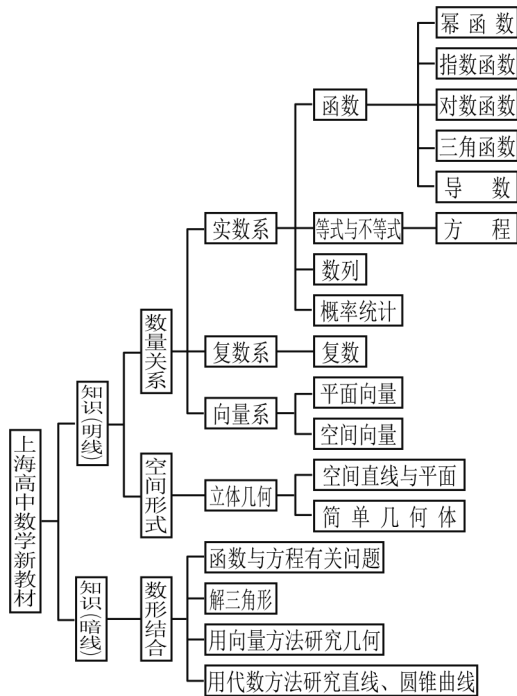 上海高中数学新教材
知识(明线)
数量关系
实数系
函数
幂函数
指数函数
对数函数
三角函数
导数
等式与不等式
方程
数列
概率统计
复数系
复数
向量系
平面向量
空间向量
空间形式
立体几何
空间直线与平面
简单几何体
知识(暗线)
数形结合
函数与方程有关问题
解三角形
用向量方法研究几何
用代数方法研究直线、圆锥曲线